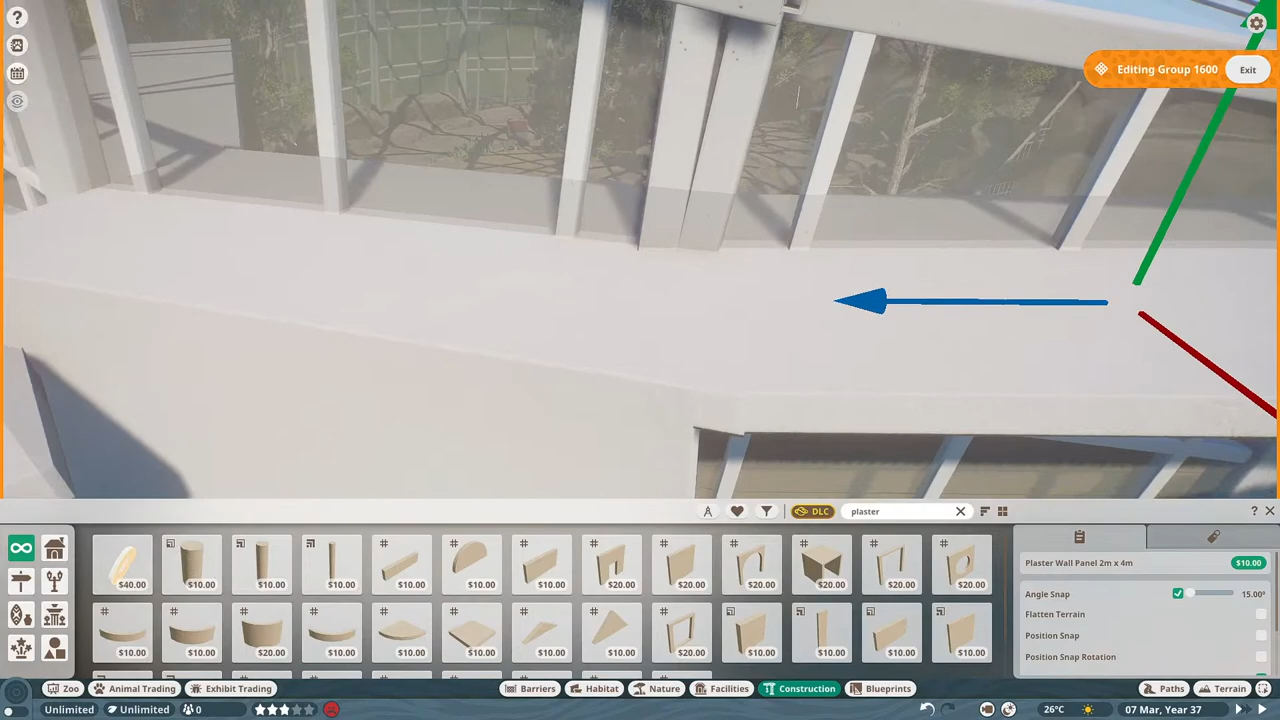 ?
Editing Group 1600 Exit
DLC plaster
?
$40.00 $10.00 $10.00 $10.00 $10.00 $10.00 $10.00 $20.00 $10.00 $20.00 $20.00 $10.00 $10.00
$10.00 $10.00 $20.00 $10.00 $10.00 $10.00 $10.00 $10.00 $20.00 $10.00 $10.00 $10.00 $10.00
Plaster Wall Panel 2m x 4m $10.00
Angle Snap 15.00°
Flatten Terrain
Position Snap
Position Snap Rotation
Zoo Animal Trading Exhibit Trading Barriers Habitat Nature Facilities Construction Blueprints Paths Terrain
Unlimited Unlimited 0 26°C 07 Mar, Year 37